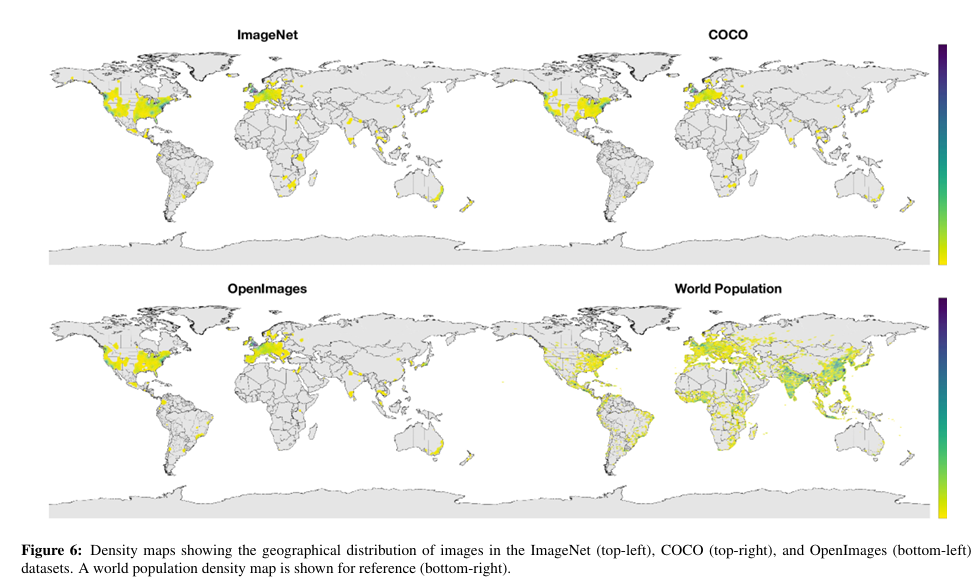 ImageNet
COCO
OpenImages
World Population
Figure 6: Density maps showing the geographical distribution of images in the ImageNet (top-left), COCO (top-right), and OpenImages (bottom-left)
datasets. A world population density map is shown for reference (bottom-right).